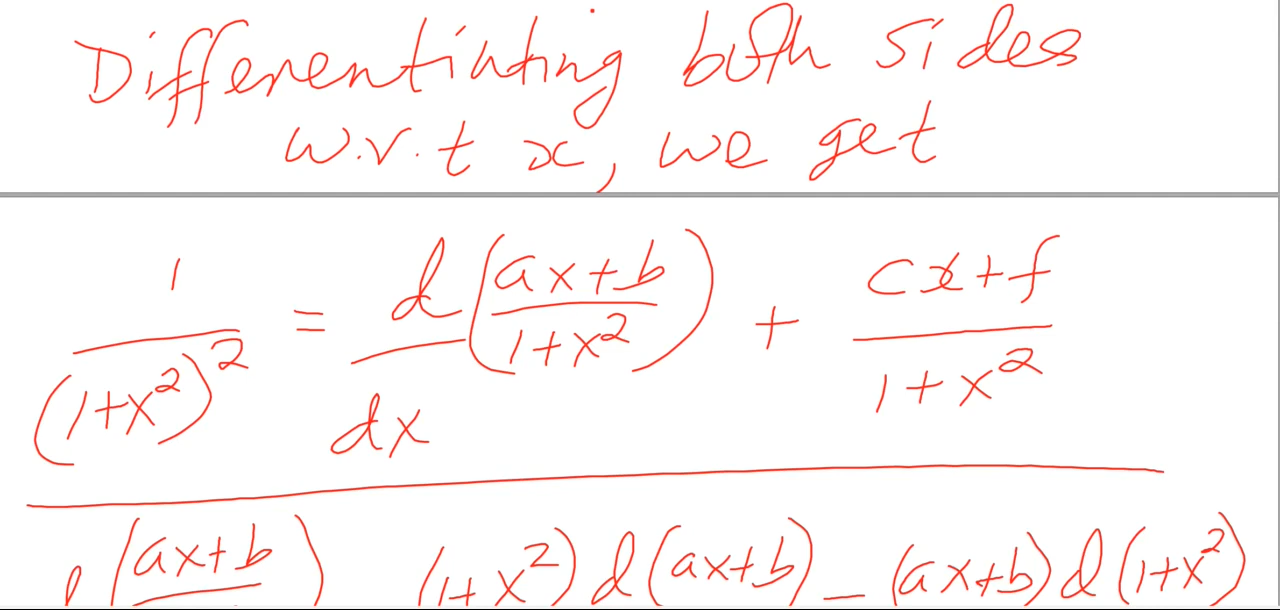 Differentiating both sides
w.r.t x, we get
1/(1+x²)² = d/dx ((ax+b)/(1+x²)) + (cx+f)/(1+x²)
(ax+b) (1+x²) d(ax+b) - (ax+b) d(1+x²)